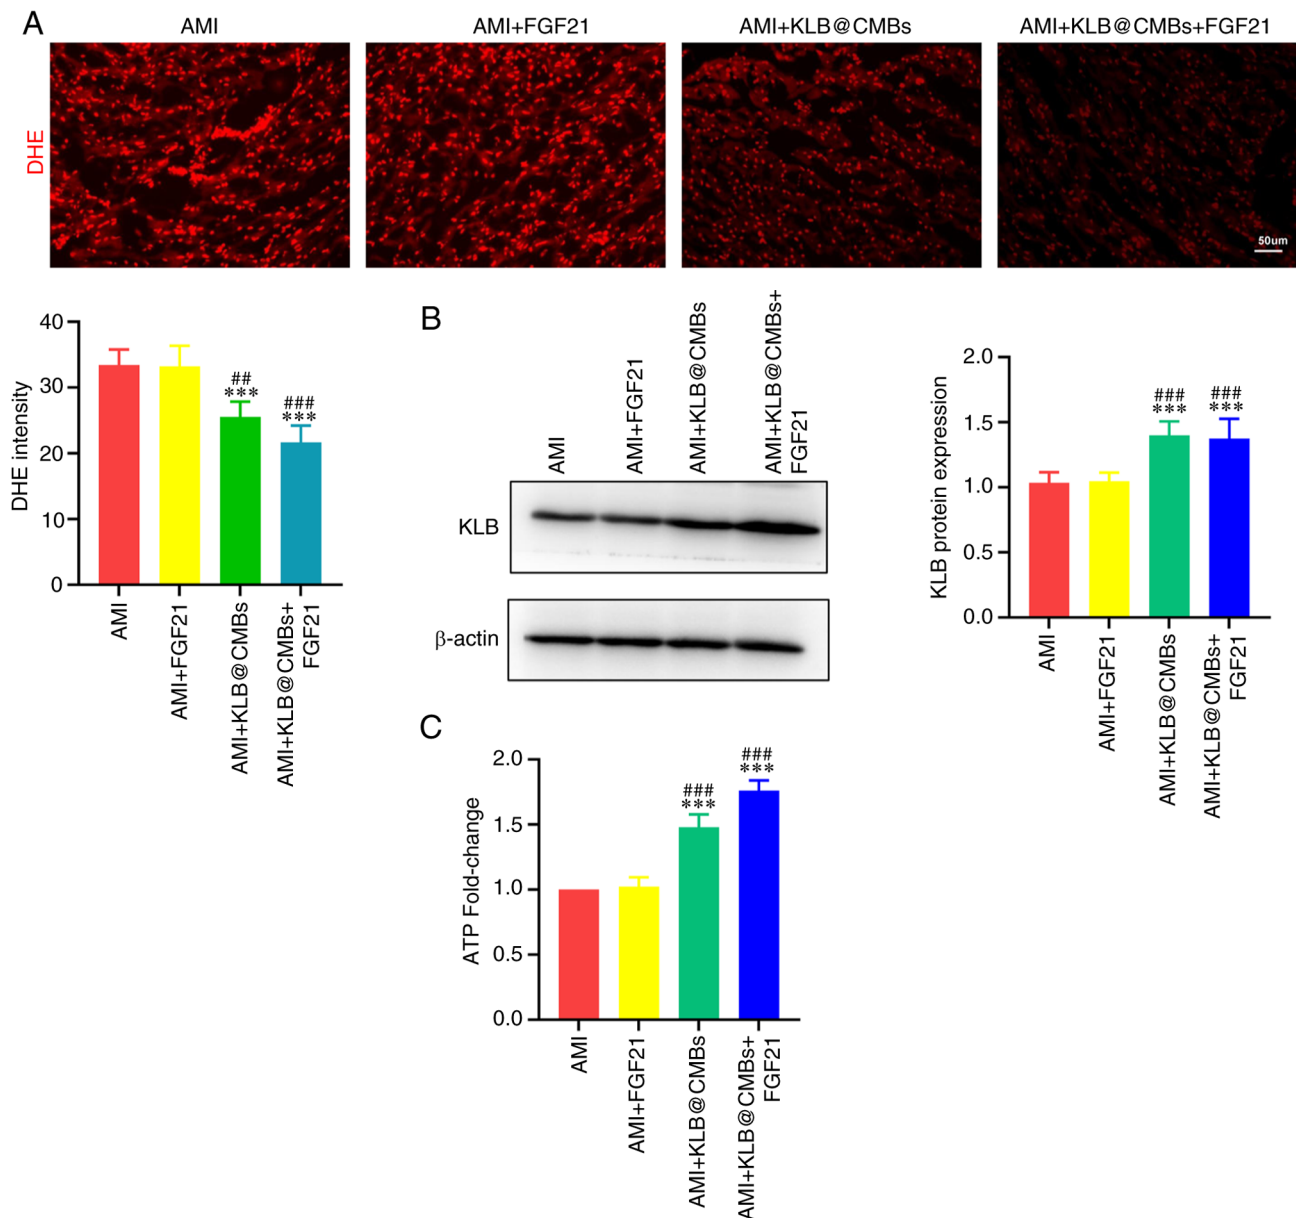 A
AMI
AMI+FGF21
AMI+KLB@CMBs
AMI+KLB@CMBs+FGF21
DHE
50um
DHE intensity
40
30
20
10
0
##
***
###
***
AMI
AMI+FGF21
AMI+KLB@CMBs
AMI+KLB@CMBs+
FGF21
B
AMI
AMI+FGF21
AMI+KLB@CMBs
AMI+KLB@CMBs+
FGF21
KLB
β-actin
KLB protein expression
2.0
1.5
1.0
0.5
0.0
###
***
###
***
AMI
AMI+FGF21
AMI+KLB@CMBs
AMI+KLB@CMBs+
FGF21
C
ATP Fold-change
2.0
1.5
1.0
0.5
0.0
###
***
###
***
AMI
AMI+FGF21
AMI+KLB@CMBs
AMI+KLB@CMBs+
FGF21